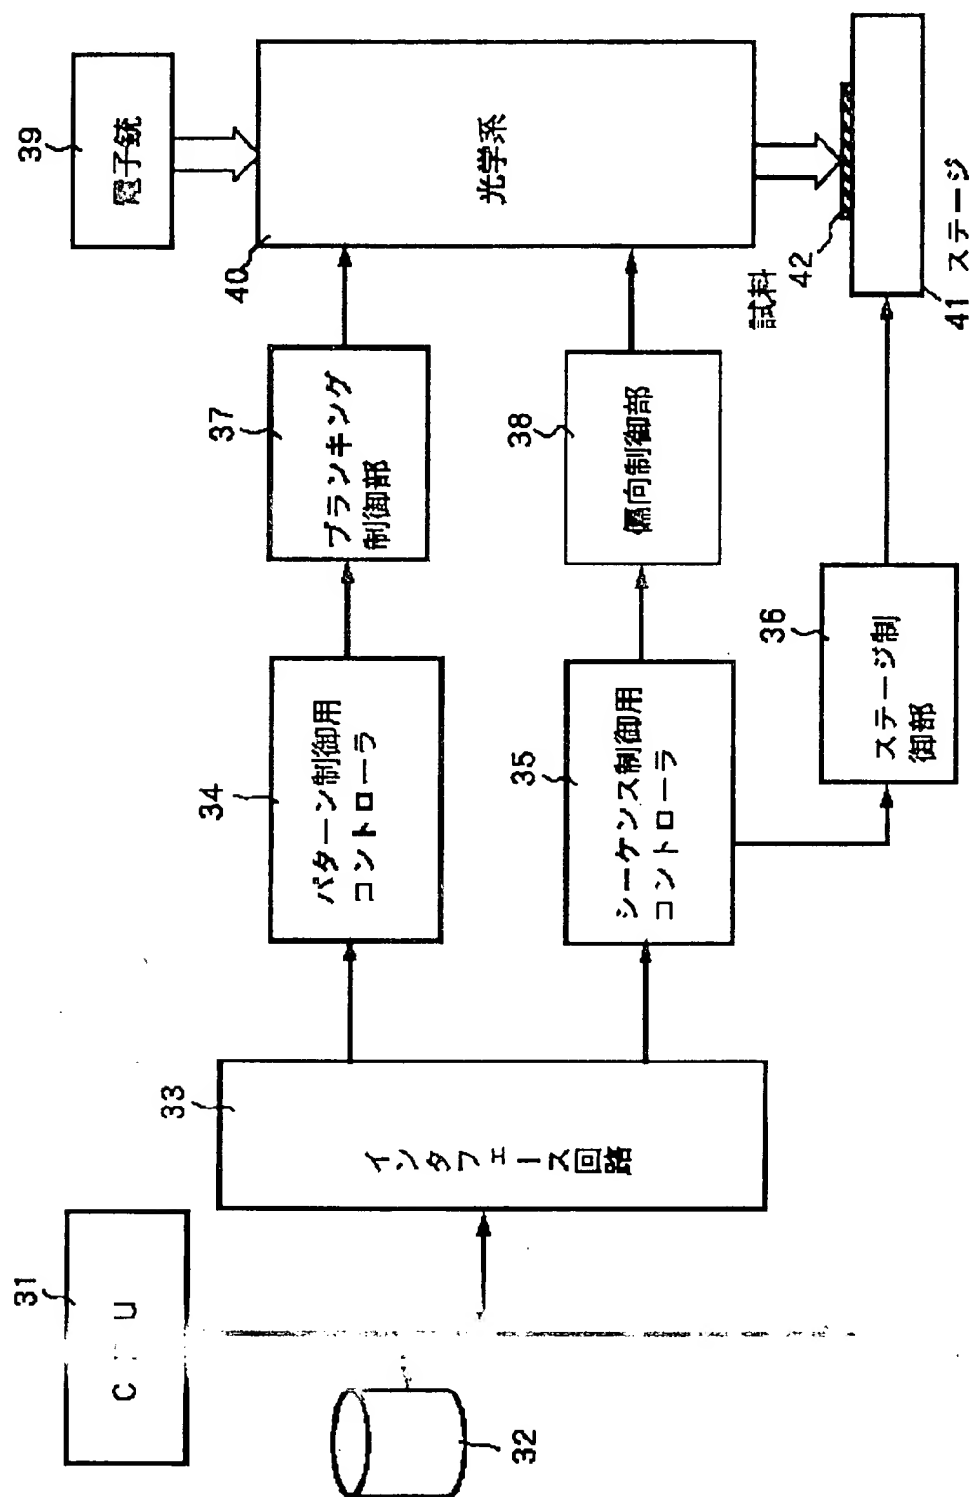 31
C U
32
33
インタフェース回路
34
パターン制御用
コントローラ
35
シーケンス制御用
コントローラ
36
ステージ制
御部
37
ブランキング
制御部
38
偏向制御部
39
電子銃
40
光学系
試料
42
41 ステージ